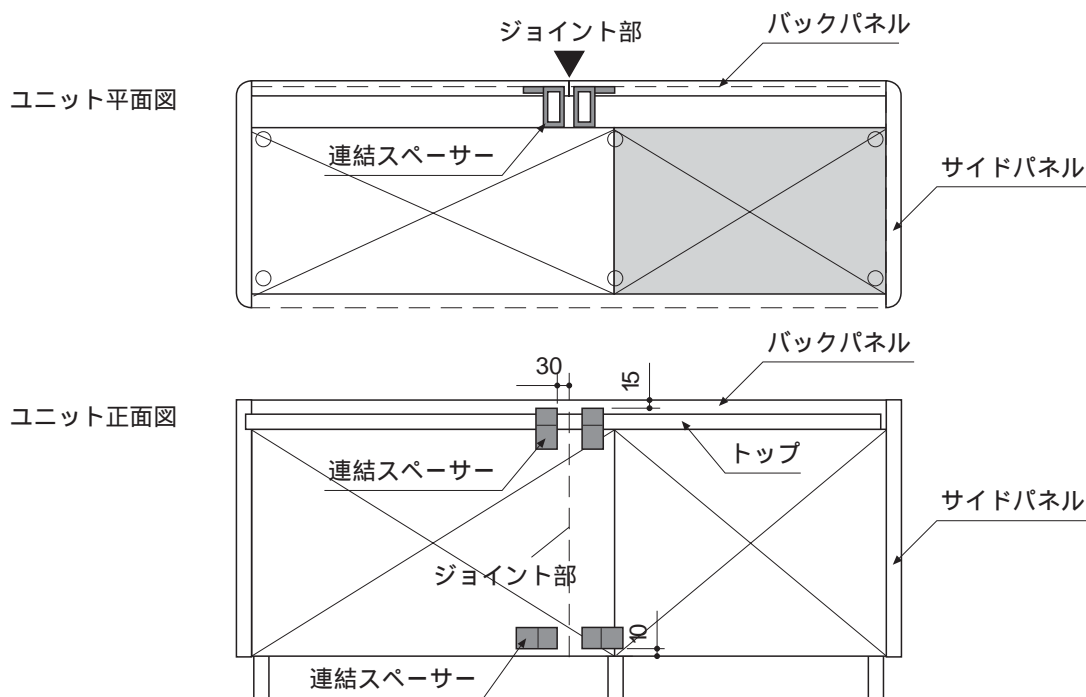 ジョイント部
バックパネル
ユニット平面図
連結スペーサー
サイドパネル
バックパネル
30
15
ユニット正面図
トップ
連結スペーサー
サイドパネル
ジョイント部
10
連結スペーサー